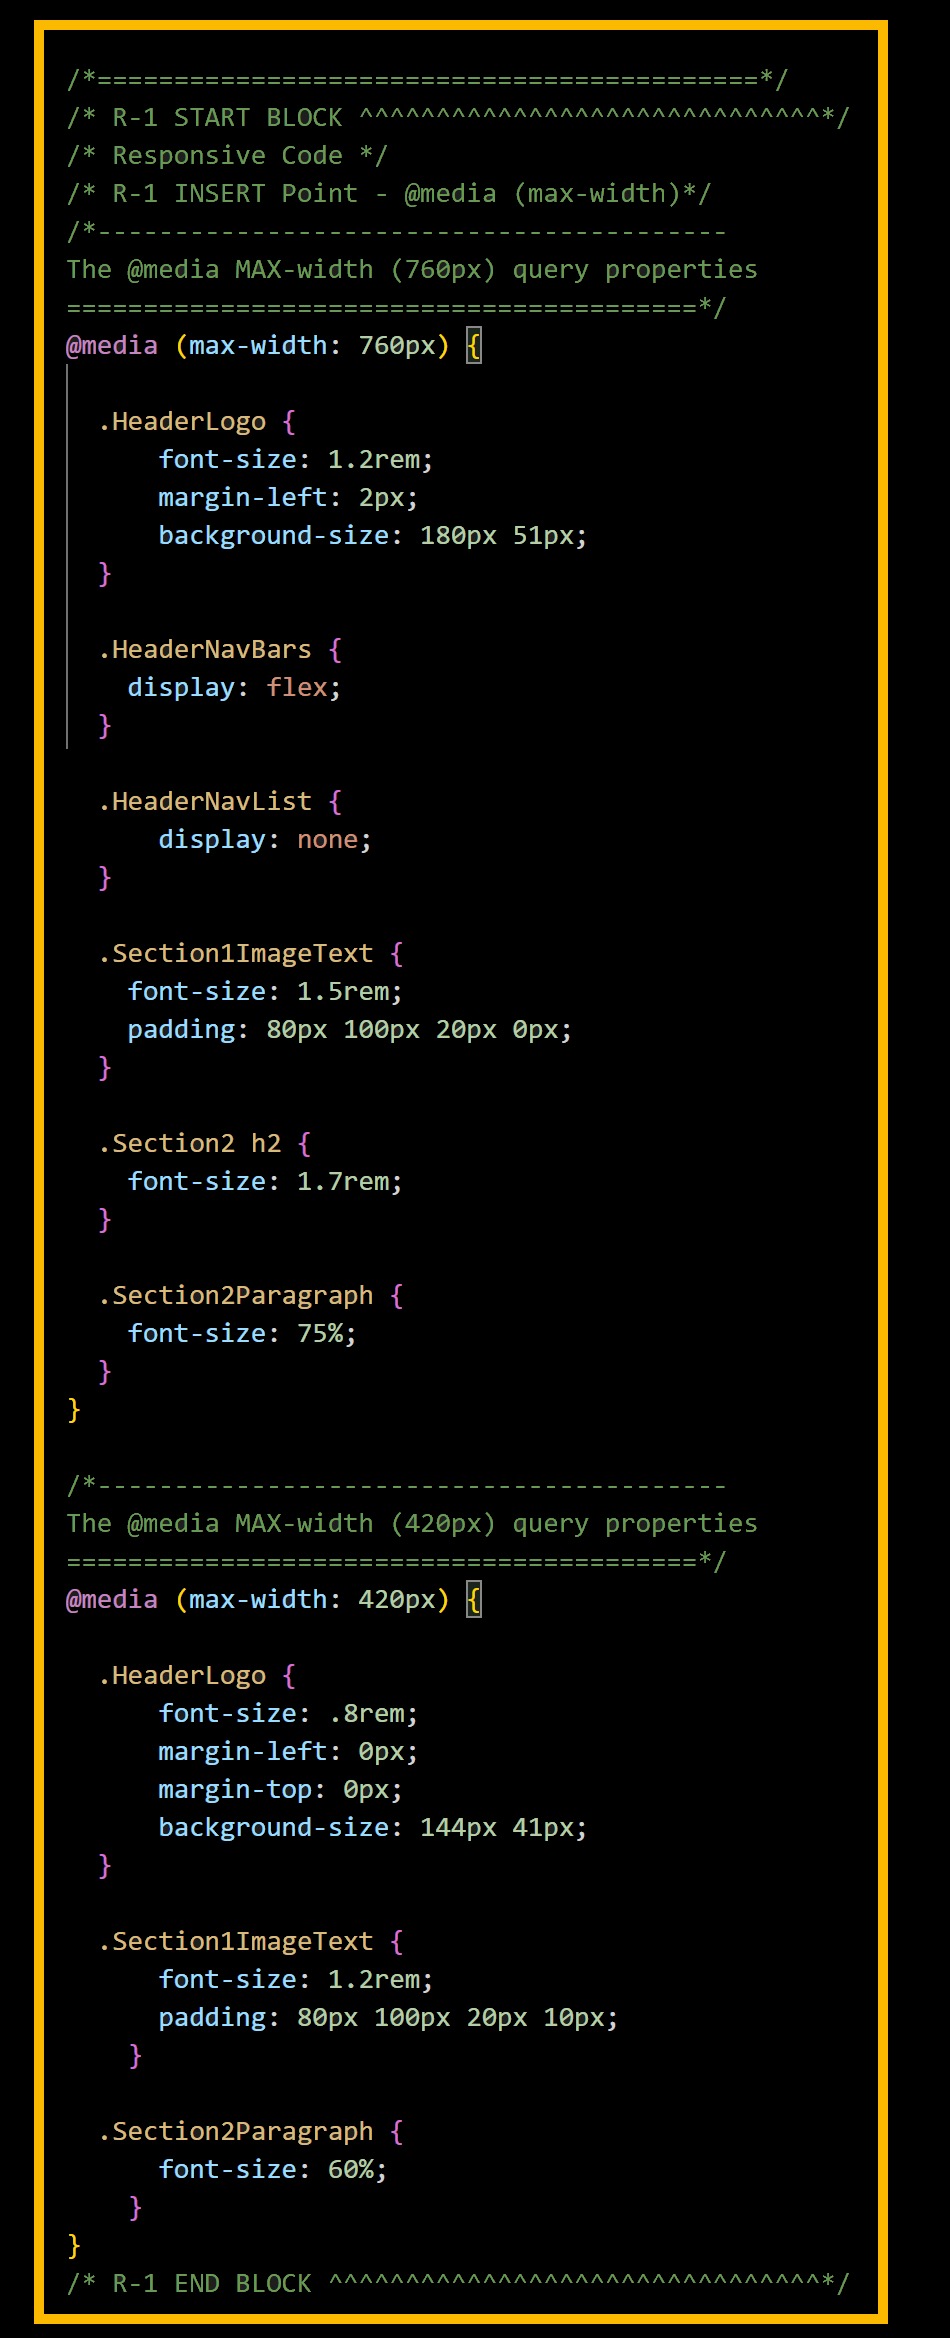 /*===========================================*/
/* R-1 START BLOCK ^^^^^^^^^^^^^^^^^^^^^^^^^^^^^^*/
/* Responsive Code */
/* R-1 INSERT Point - @media (max-width)*/
/*-----------------------------------------
The @media MAX-width (760px) query properties
=========================================*/
@media (max-width: 760px) {
  .HeaderLogo {
      font-size: 1.2rem;
      margin-left: 2px;
      background-size: 180px 51px;
  }
  .HeaderNavBars {
    display: flex;
  }
  .HeaderNavList {
      display: none;
  }
  .Section1ImageText {
    font-size: 1.5rem;
    padding: 80px 100px 20px 0px;
  }
  .Section2 h2 {
    font-size: 1.7rem;
  }
  .Section2Paragraph {
    font-size: 75%;
  }
}
/*-----------------------------------------
The @media MAX-width (420px) query properties
=========================================*/
@media (max-width: 420px) {
  .HeaderLogo {
      font-size: .8rem;
      margin-left: 0px;
      margin-top: 0px;
      background-size: 144px 41px;
  }
  .Section1ImageText {
      font-size: 1.2rem;
      padding: 80px 100px 20px 10px;
    }
  .Section2Paragraph {
      font-size: 60%;
    }
}
/* R-1 END BLOCK ^^^^^^^^^^^^^^^^^^^^^^^^^^^^^^^^*/